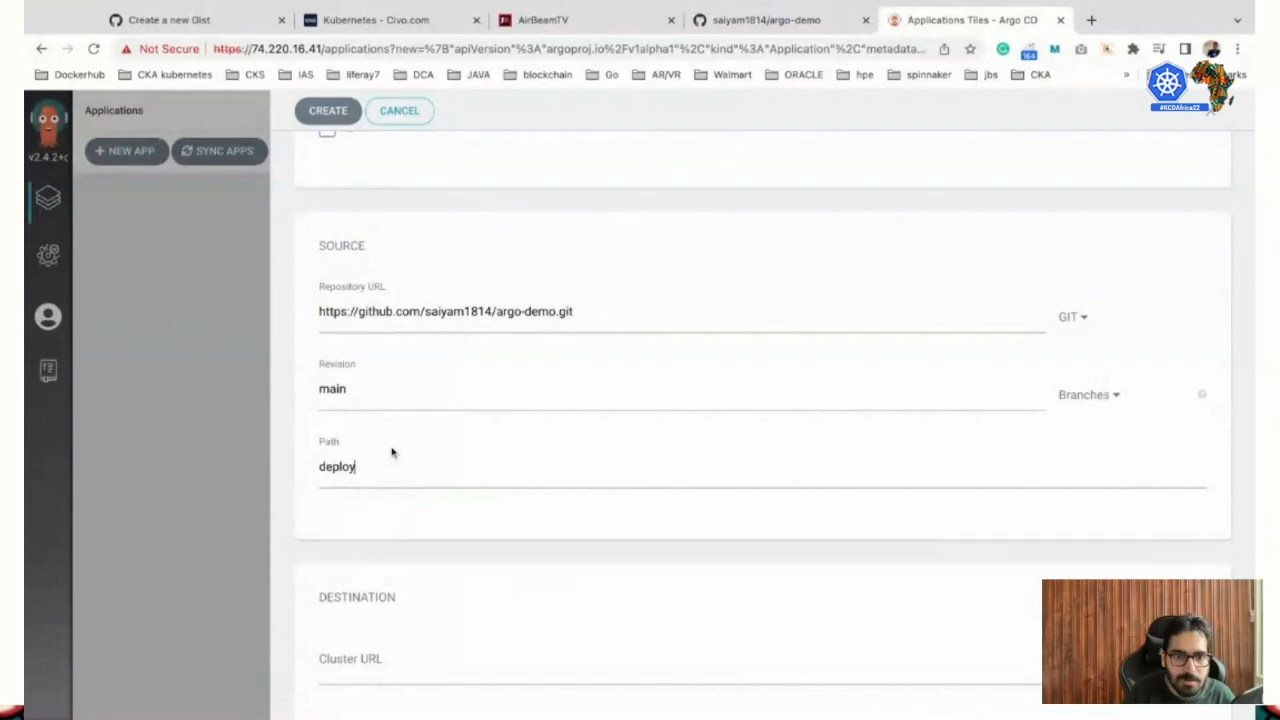 Create a new Gist
Kubernetes - Civo.com
AirBeamTV
saiyam1814/argo-demo
Applications Tiles - Argo CD
Not Secure
https://74.220.16.41/applications?new=%7B"apiVersion"%3A"argoproj.io%2Fv1alpha1"%2C"kind"%3A"Application"%2C"metadata...
164
M
Dockerhub
CKA kubernetes
CKS
IAS
liferay7
DCA
JAVA
blockchain
Go
AR/VR
Walmart
ORACLE
hpe
spinnaker
jbs
CKA
»
#KCDAfrica22
v2.4.2+c
Applications
+ NEW APP
SYNC APPS
CREATE
CANCEL
SOURCE
Repository URL
https://github.com/saiyam1814/argo-demo.git
GIT
Revision
main
Branches
Path
deploy
DESTINATION
Cluster URL